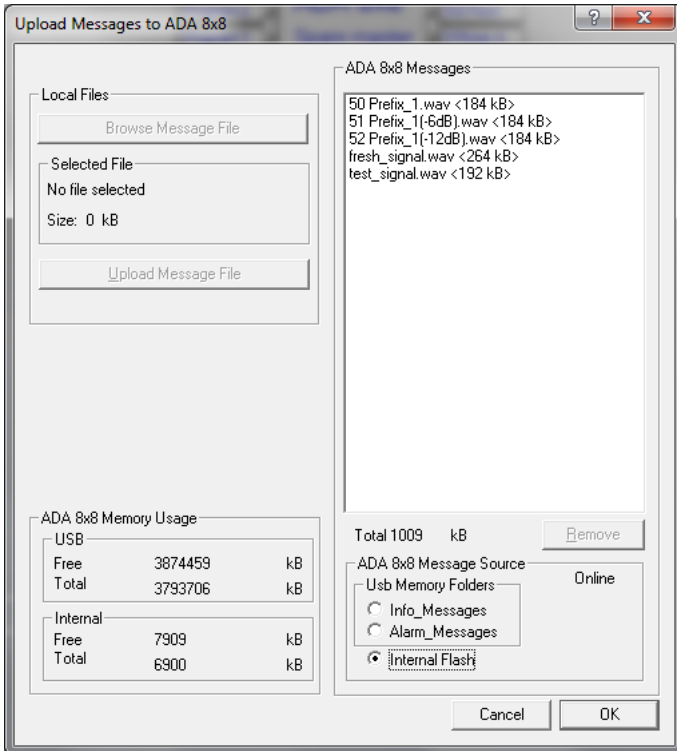 Upload Messages to ADA 8x8
Local Files
Browse Message File
Selected File
No file selected
Size: 0 kB
Upload Message File
ADA 8x8 Messages
50 Prefix_1.wav <184 kB>
51 Prefix_1(-6dB).wav <184 kB>
52 Prefix_1(-12dB).wav <184 kB>
fresh_signal.wav <264 kB>
test_signal.wav <192 kB>
ADA 8x8 Memory Usage
USB
Free 3874459 kB
Total 3793706 kB
Internal
Free 7909 kB
Total 6900 kB
Total 1009 kB
Remove
ADA 8x8 Message Source
Usb Memory Folders
Online
Info_Messages
Alarm_Messages
Internal Flash
Cancel
OK